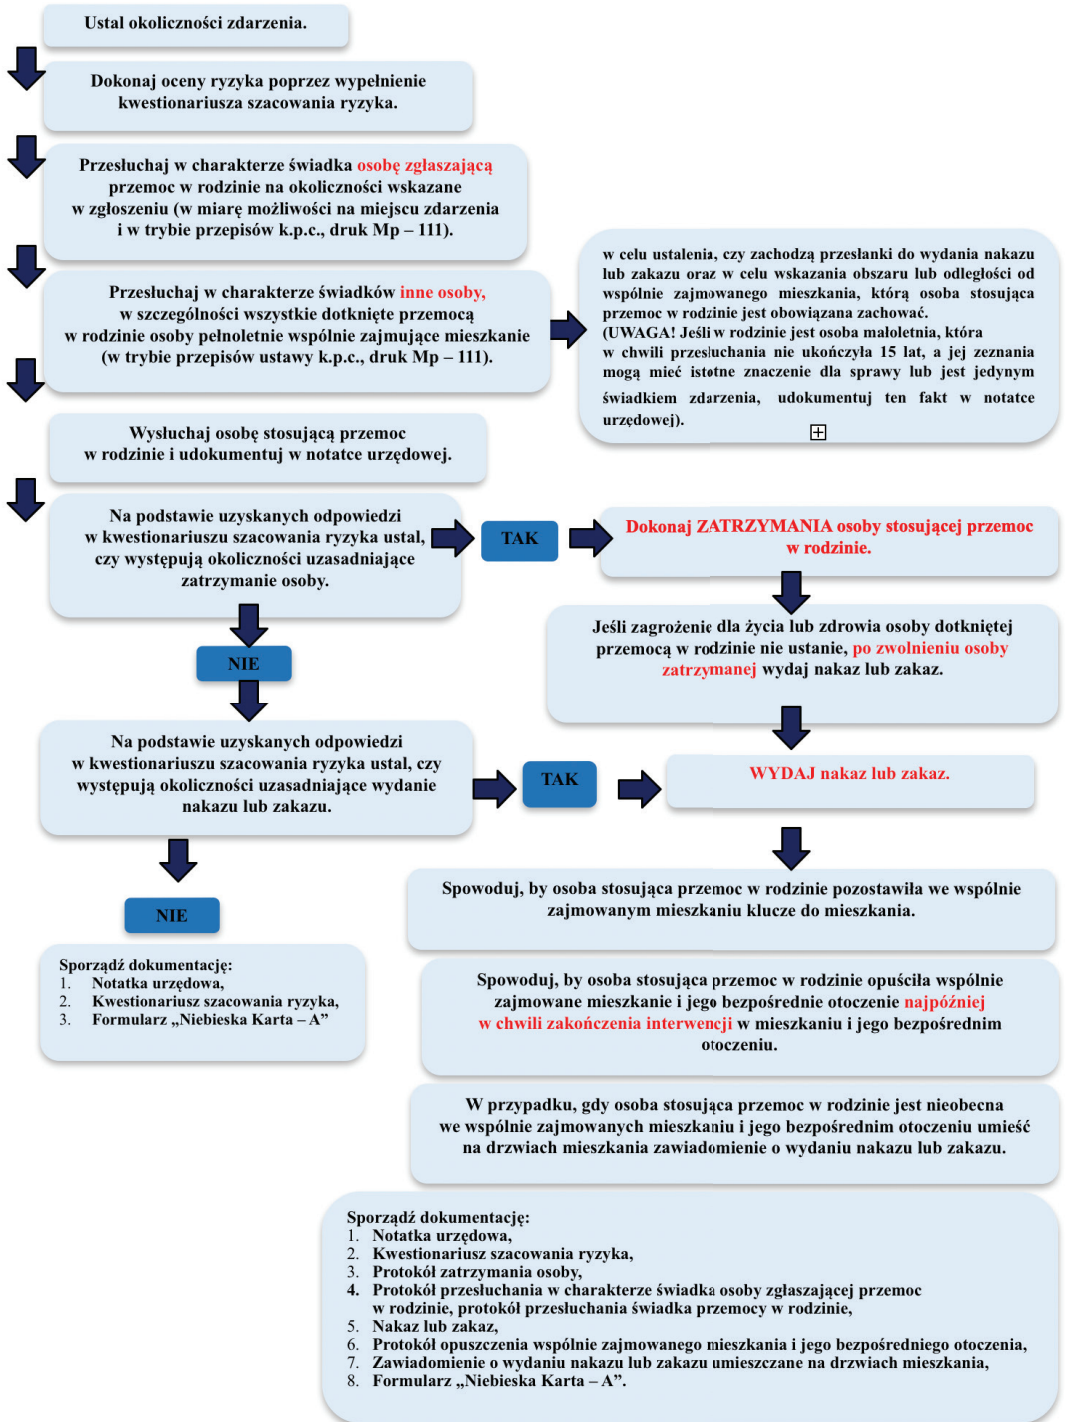 Ustal okoliczności zdarzenia.
Dokonaj oceny ryzyka poprzez wypełnienie
kwestionariusza szacowania ryzyka.
Przesłuchaj w charakterze świadka osobę zgłaszającą
przemoc w rodzinie na okoliczności wskazane
w zgłoszeniu (w miarę możliwości na miejscu zdarzenia
i w trybie przepisów k.p.c., druk Mp – 111).
Przesłuchaj w charakterze świadków inne osoby,
w szczególności wszystkie dotknięte przemocą
w rodzinie osoby pełnoletnie wspólnie zajmujące mieszkanie
(w trybie przepisów ustawy k.p.c., druk Mp – 111).
w celu ustalenia, czy zachodzą przesłanki do wydania nakazu
lub zakazu oraz w celu wskazania obszaru lub odległości od
wspólnie zajmowanego mieszkania, którą osoba stosująca
przemoc w rodzinie jest obowiązana zachować.
(UWAGA! Jeśli w rodzinie jest osoba małoletnia, która
w chwili przesłuchania nie ukończyła 15 lat, a jej zeznania
mogą mieć istotne znaczenie dla sprawy lub jest jedynym
świadkiem zdarzenia, udokumentuj ten fakt w notatce
urzędowej).
Wysłuchaj osobę stosującą przemoc
w rodzinie i udokumentuj w notatce urzędowej.
Na podstawie uzyskanych odpowiedzi
w kwestionariuszu szacowania ryzyka ustal,
czy występują okoliczności uzasadniające
zatrzymanie osoby.
TAK
Dokonaj ZATRZYMANIA osoby stosującej przemoc
w rodzinie.
Jeśli zagrożenie dla życia lub zdrowia osoby dotkniętej
przemocą w rodzinie nie ustanie, po zwolnieniu osoby
zatrzymanej wydaj nakaz lub zakaz.
NIE
Na podstawie uzyskanych odpowiedzi
w kwestionariuszu szacowania ryzyka ustal, czy
występują okoliczności uzasadniające wydanie
nakazu lub zakazu.
TAK
WYDAJ nakaz lub zakaz.
NIE
Sporządź dokumentację:
1. Notatka urzędowa,
2. Kwestionariusz szacowania ryzyka,
3. Formularz „Niebieska Karta – A”
Spowoduj, by osoba stosująca przemoc w rodzinie pozostawiła we wspólnie
zajmowanym mieszkaniu klucze do mieszkania.
Spowoduj, by osoba stosująca przemoc w rodzinie opuściła wspólnie
zajmowane mieszkanie i jego bezpośrednie otoczenie najpóźniej
w chwili zakończenia interwencji w mieszkaniu i jego bezpośrednim
otoczeniu.
W przypadku, gdy osoba stosująca przemoc w rodzinie jest nieobecna
we wspólnie zajmowanych mieszkaniu i jego bezpośrednim otoczeniu umieść
na drzwiach mieszkania zawiadomienie o wydaniu nakazu lub zakazu.
Sporządź dokumentację:
1. Notatka urzędowa,
2. Kwestionariusz szacowania ryzyka,
3. Protokół zatrzymania osoby,
4. Protokół przesłuchania w charakterze świadka osoby zgłaszającej przemoc
w rodzinie, protokół przesłuchania świadka przemocy w rodzinie,
5. Nakaz lub zakaz,
6. Protokół opuszczenia wspólnie zajmowanego mieszkania i jego bezpośredniego otoczenia,
7. Zawiadomienie o wydaniu nakazu lub zakazu umieszczane na drzwiach mieszkania,
8. Formularz „Niebieska Karta – A”.